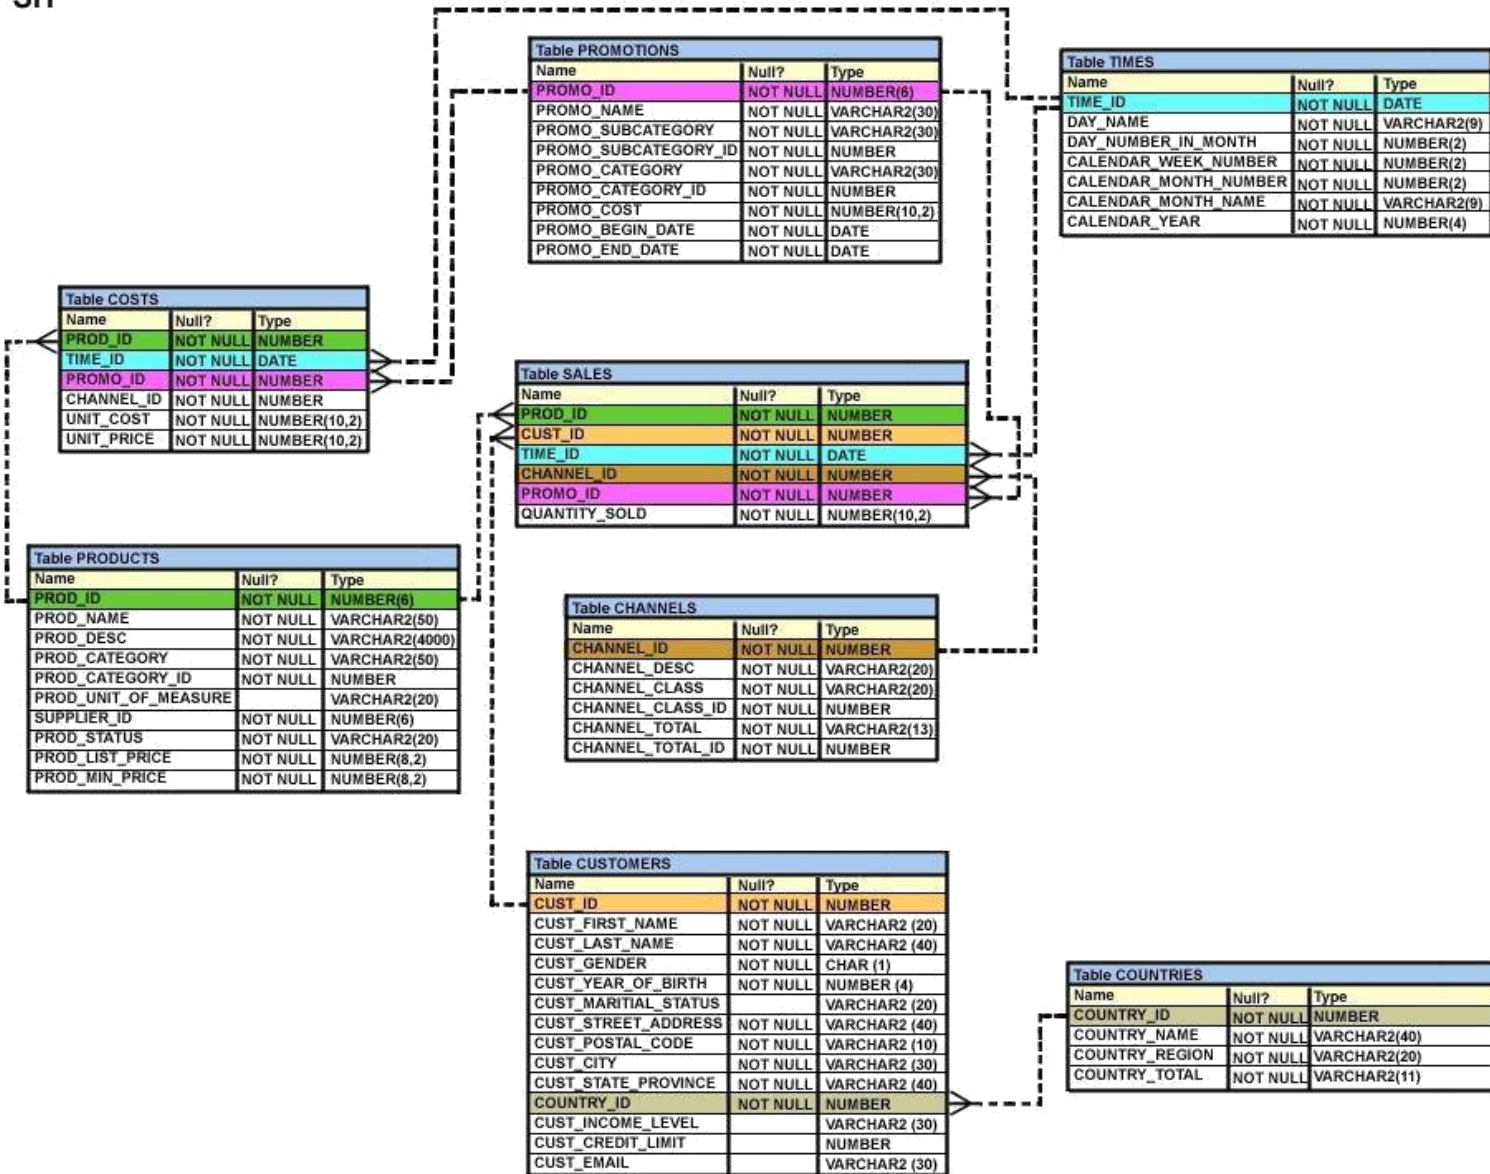 SH
Table PROMOTIONS
Name Null? Type
PROMO_ID NOT NULL NUMBER(6)
PROMO_NAME NOT NULL VARCHAR2(30)
PROMO_SUBCATEGORY NOT NULL VARCHAR2(30)
PROMO_SUBCATEGORY_ID NOT NULL NUMBER
PROMO_CATEGORY NOT NULL VARCHAR2(30)
PROMO_CATEGORY_ID NOT NULL NUMBER
PROMO_COST NOT NULL NUMBER(10,2)
PROMO_BEGIN_DATE NOT NULL DATE
PROMO_END_DATE NOT NULL DATE
Table TIMES
Name Null? Type
TIME_ID NOT NULL DATE
DAY_NAME NOT NULL VARCHAR2(9)
DAY_NUMBER_IN_MONTH NOT NULL NUMBER(2)
CALENDAR_WEEK_NUMBER NOT NULL NUMBER(2)
CALENDAR_MONTH_NUMBER NOT NULL NUMBER(2)
CALENDAR_MONTH_NAME NOT NULL VARCHAR2(9)
CALENDAR_YEAR NOT NULL NUMBER(4)
Table COSTS
Name Null? Type
PROD_ID NOT NULL NUMBER
TIME_ID NOT NULL DATE
PROMO_ID NOT NULL NUMBER
CHANNEL_ID NOT NULL NUMBER
UNIT_COST NOT NULL NUMBER(10,2)
UNIT_PRICE NOT NULL NUMBER(10,2)
Table SALES
Name Null? Type
PROD_ID NOT NULL NUMBER
CUST_ID NOT NULL NUMBER
TIME_ID NOT NULL DATE
CHANNEL_ID NOT NULL NUMBER
PROMO_ID NOT NULL NUMBER
QUANTITY_SOLD NOT NULL NUMBER(10,2)
Table PRODUCTS
Name Null? Type
PROD_ID NOT NULL NUMBER(6)
PROD_NAME NOT NULL VARCHAR2(50)
PROD_DESC NOT NULL VARCHAR2(4000)
PROD_CATEGORY NOT NULL VARCHAR2(50)
PROD_CATEGORY_ID NOT NULL NUMBER
PROD_UNIT_OF_MEASURE VARCHAR2(20)
SUPPLIER_ID NOT NULL NUMBER(6)
PROD_STATUS NOT NULL VARCHAR2(20)
PROD_LIST_PRICE NOT NULL NUMBER(8,2)
PROD_MIN_PRICE NOT NULL NUMBER(8,2)
Table CHANNELS
Name Null? Type
CHANNEL_ID NOT NULL NUMBER
CHANNEL_DESC NOT NULL VARCHAR2(20)
CHANNEL_CLASS NOT NULL VARCHAR2(20)
CHANNEL_CLASS_ID NOT NULL NUMBER
CHANNEL_TOTAL NOT NULL VARCHAR2(13)
CHANNEL_TOTAL_ID NOT NULL NUMBER
Table CUSTOMERS
Name Null? Type
CUST_ID NOT NULL NUMBER
CUST_FIRST_NAME NOT NULL VARCHAR2 (20)
CUST_LAST_NAME NOT NULL VARCHAR2 (40)
CUST_GENDER NOT NULL CHAR (1)
CUST_YEAR_OF_BIRTH NOT NULL NUMBER (4)
CUST_MARITIAL_STATUS VARCHAR2 (20)
CUST_STREET_ADDRESS NOT NULL VARCHAR2 (40)
CUST_POSTAL_CODE NOT NULL VARCHAR2 (10)
CUST_CITY NOT NULL VARCHAR2 (30)
CUST_STATE_PROVINCE NOT NULL VARCHAR2 (40)
COUNTRY_ID NOT NULL NUMBER
CUST_INCOME_LEVEL VARCHAR2 (30)
CUST_CREDIT_LIMIT NUMBER
CUST_EMAIL VARCHAR2 (30)
Table COUNTRIES
Name Null? Type
COUNTRY_ID NOT NULL NUMBER
COUNTRY_NAME NOT NULL VARCHAR2(40)
COUNTRY_REGION NOT NULL VARCHAR2(20)
COUNTRY_TOTAL NOT NULL VARCHAR2(11)